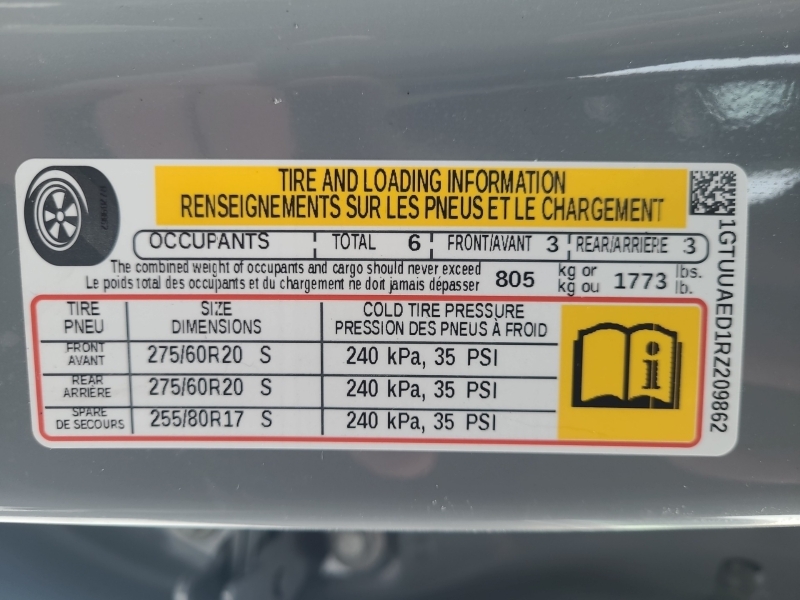 TIRE AND LOADING INFORMATION
RENSEIGNEMENTS SUR LES PNEUS ET LE CHARGEMENT
OCCUPANTS TOTAL 6 FRONT/AVANT 3 REAR/ARRIÈRE 3
The combined weight of occupants and cargo should never exceed 805 kg or 1773 lbs.
Le poids total des occupants et du chargement ne doit jamais dépasser kg ou lb.
TIRE SIZE COLD TIRE PRESSURE
PNEU DIMENSIONS PRESSION DES PNEUS À FROID
FRONT
AVANT 275/60R20 S 240 kPa, 35 PSI
REAR
ARRIÈRE 275/60R20 S 240 kPa, 35 PSI
SPARE
DE SECOURS 255/80R17 S 240 kPa, 35 PSI
i
1GTUUAED1RZ209862